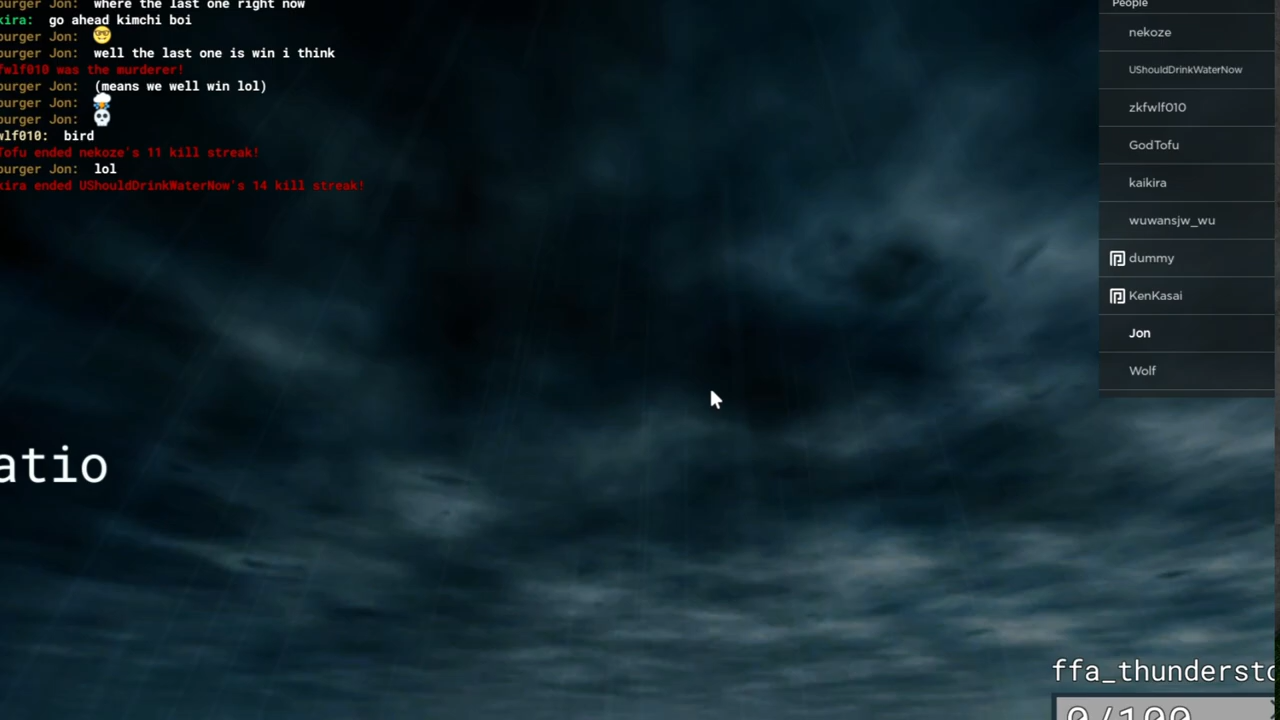 burger Jon: where the last one right now
kira: go ahead kimchi boi
burger Jon: 🤓
burger Jon: well the last one is win i think
fwlf010 was the murderer!
burger Jon: (means we well win lol)
burger Jon: 🤯
burger Jon: 💀
wlf010: bird
Tofu ended nekoze's 11 kill streak!
burger Jon: lol
kira ended UShouldDrinkWaterNow's 14 kill streak!
People
nekoze
UShouldDrinkWaterNow
zkfwlf010
GodTofu
kaikira
wuwansjw_wu
dummy
KenKasai
Jon
Wolf
atio
ffa_thundersto
0/100